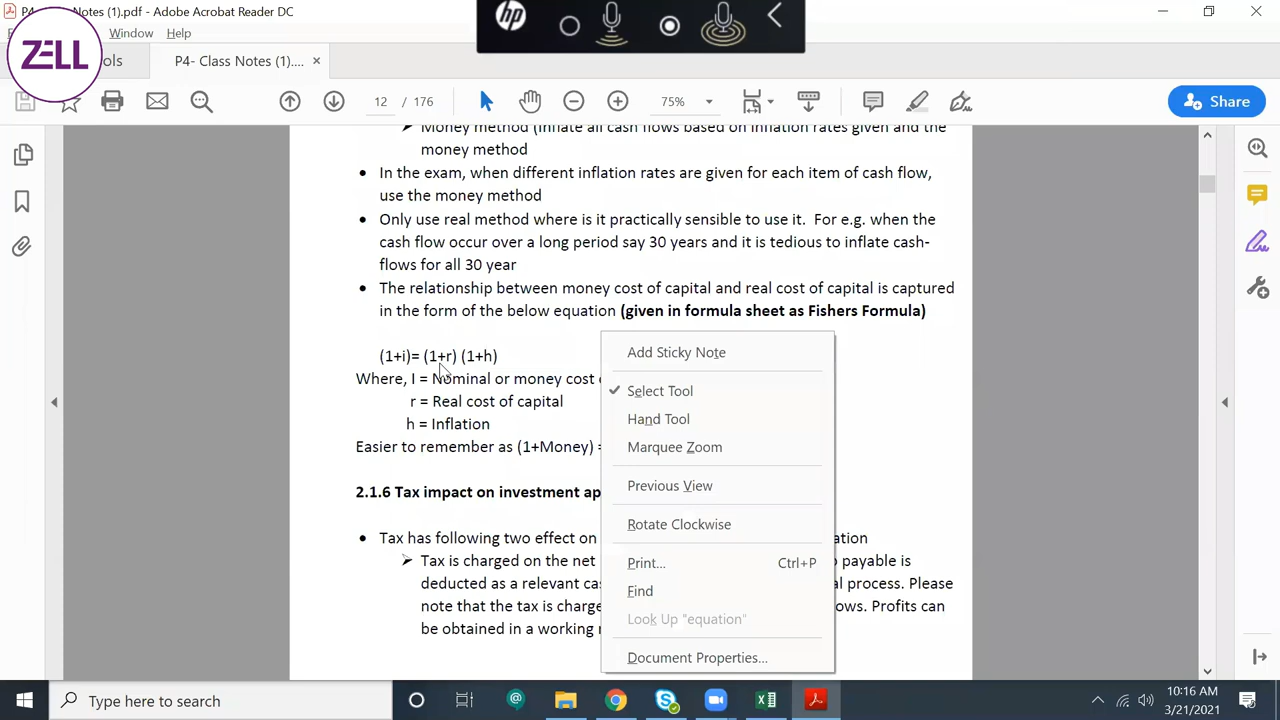 P4- Class Notes (1).pdf - Adobe Acrobat Reader DC
hp
Window Help
ZELL
ools
P4- Class Notes (1)....
12 / 176
75%
Share
Money method (Inflate all cash flows based on inflation rates given and the
money method
In the exam, when different inflation rates are given for each item of cash flow,
use the money method
Only use real method where is it practically sensible to use it. For e.g. when the
cash flow occur over a long period say 30 years and it is tedious to inflate cash-
flows for all 30 year
The relationship between money cost of capital and real cost of capital is captured
in the form of the below equation (given in formula sheet as Fishers Formula)
(1+i)= (1+r) (1+h)
Where, I = Nominal or money cost
r = Real cost of capital
h = Inflation
Easier to remember as (1+Money) =
2.1.6 Tax impact on investment ap
Tax has following two effect on ation
Tax is charged on the net payable is
deducted as a relevant cas al process. Please
note that the tax is charge ows. Profits can
be obtained in a working
Add Sticky Note
Select Tool
Hand Tool
Marquee Zoom
Previous View
Rotate Clockwise
Print... Ctrl+P
Find
Look Up "equation"
Document Properties...
Type here to search
10:16 AM
3/21/2021